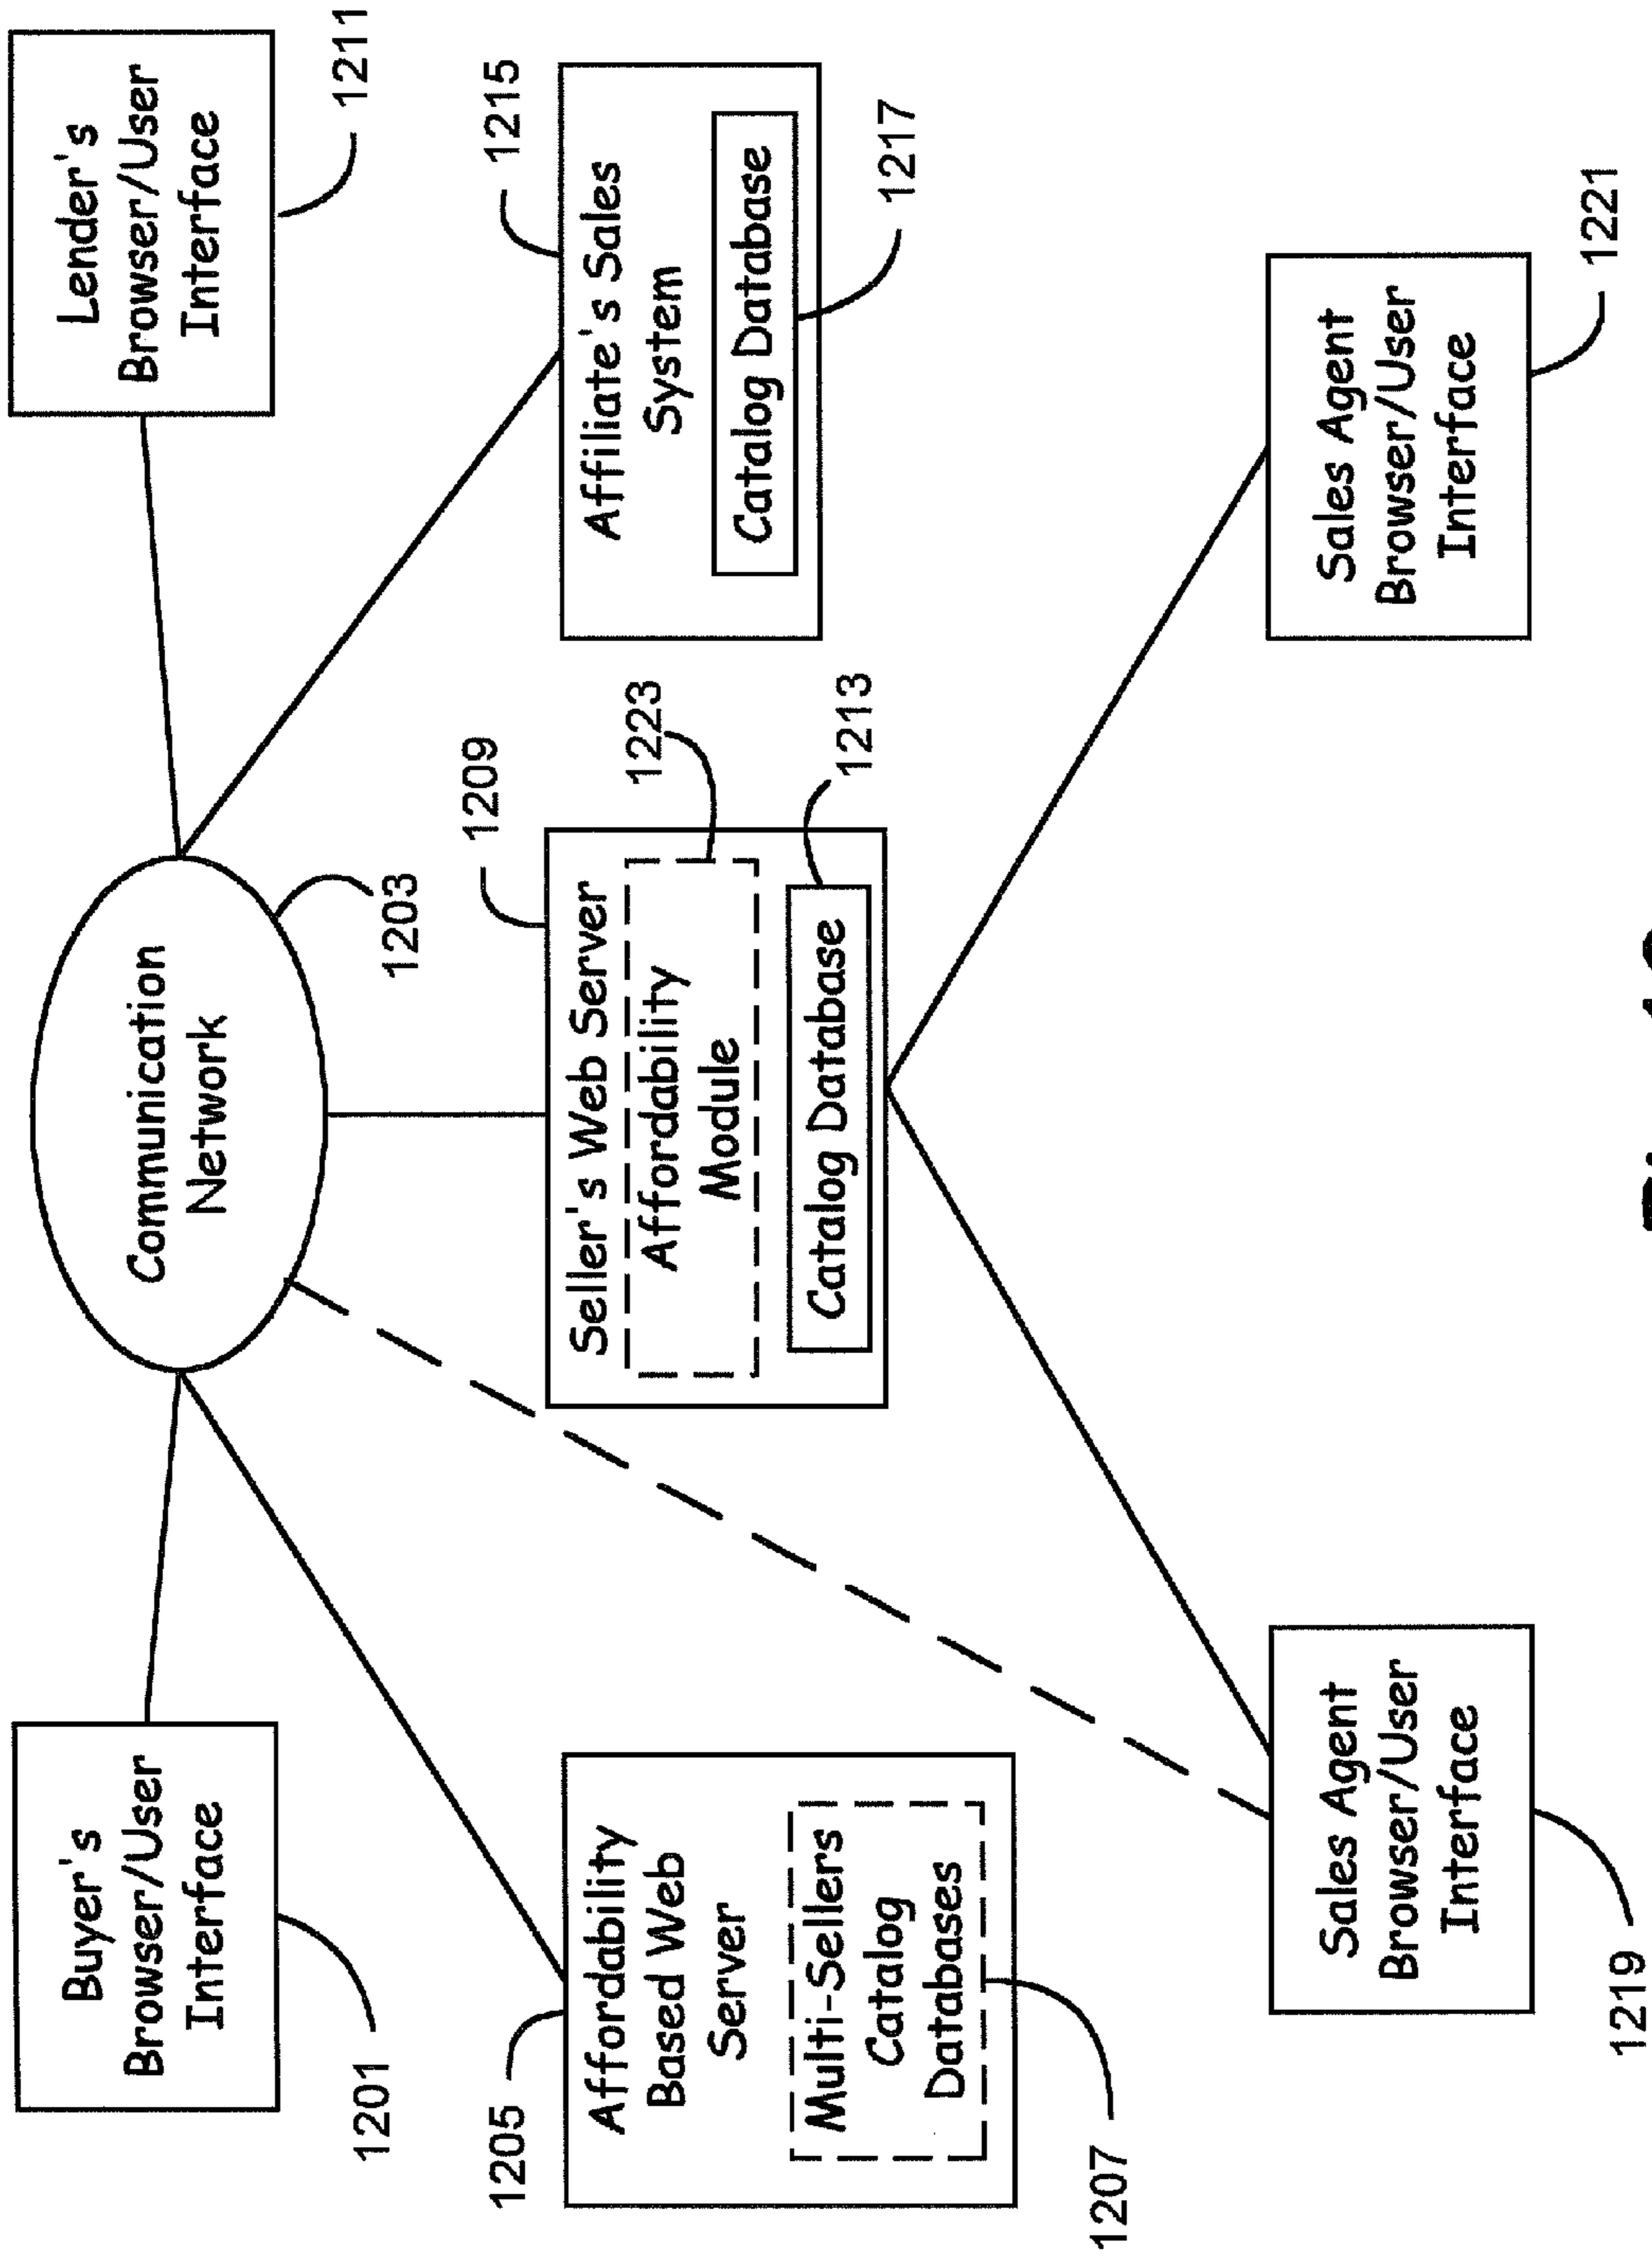 Buyer's
Browser/User
Interface
1201
Communication
Network
1203
Lender's
Browser/User
Interface
1211
1205
Affordability
Based Web
Server
Multi-Sellers
Catalog
Databases
1207
1209
Seller's Web Server
Affordability
Module
1223
Catalog Database
1213
1215
Affiliate's Sales
System
Catalog Database
1217
Sales Agent
Browser/User
Interface
1219
Sales Agent
Browser/User
Interface
1221